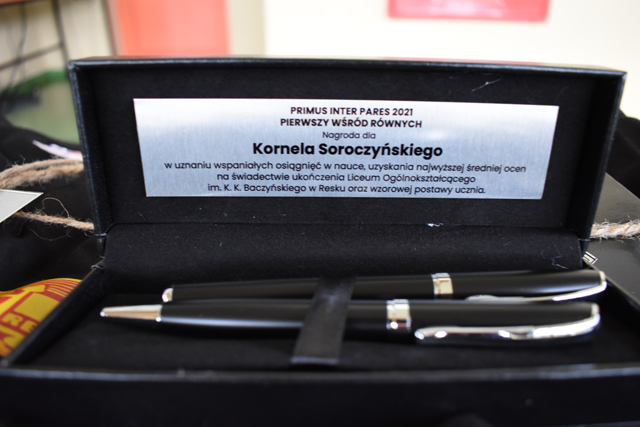 PRIMUS INTER PARES 2021
PIERWSZY WŚRÓD RÓWNYCH
Nagroda dla
Kornela Soroczyńskiego
w uznaniu wspaniałych osiągnięć w nauce, uzyskania najwyższej średniej ocen
na świadectwie ukończenia Liceum Ogólnokształcącego
im. K. K. Baczyńskiego w Resku oraz wzorowej postawy ucznia.